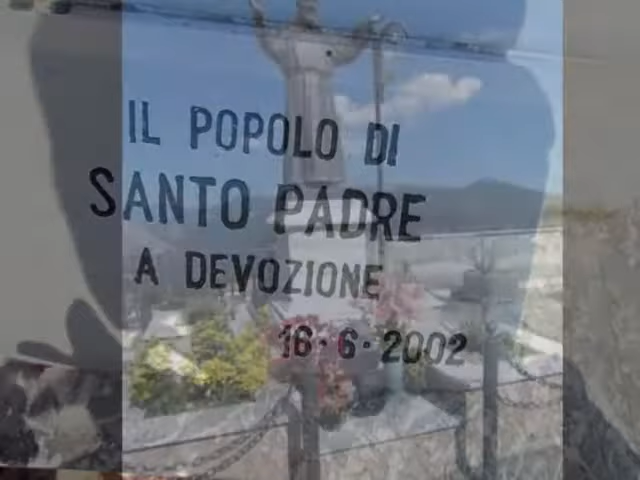 IL POPOLO DI
SANTO PADRE
A DEVOZIONE
16·6·2002